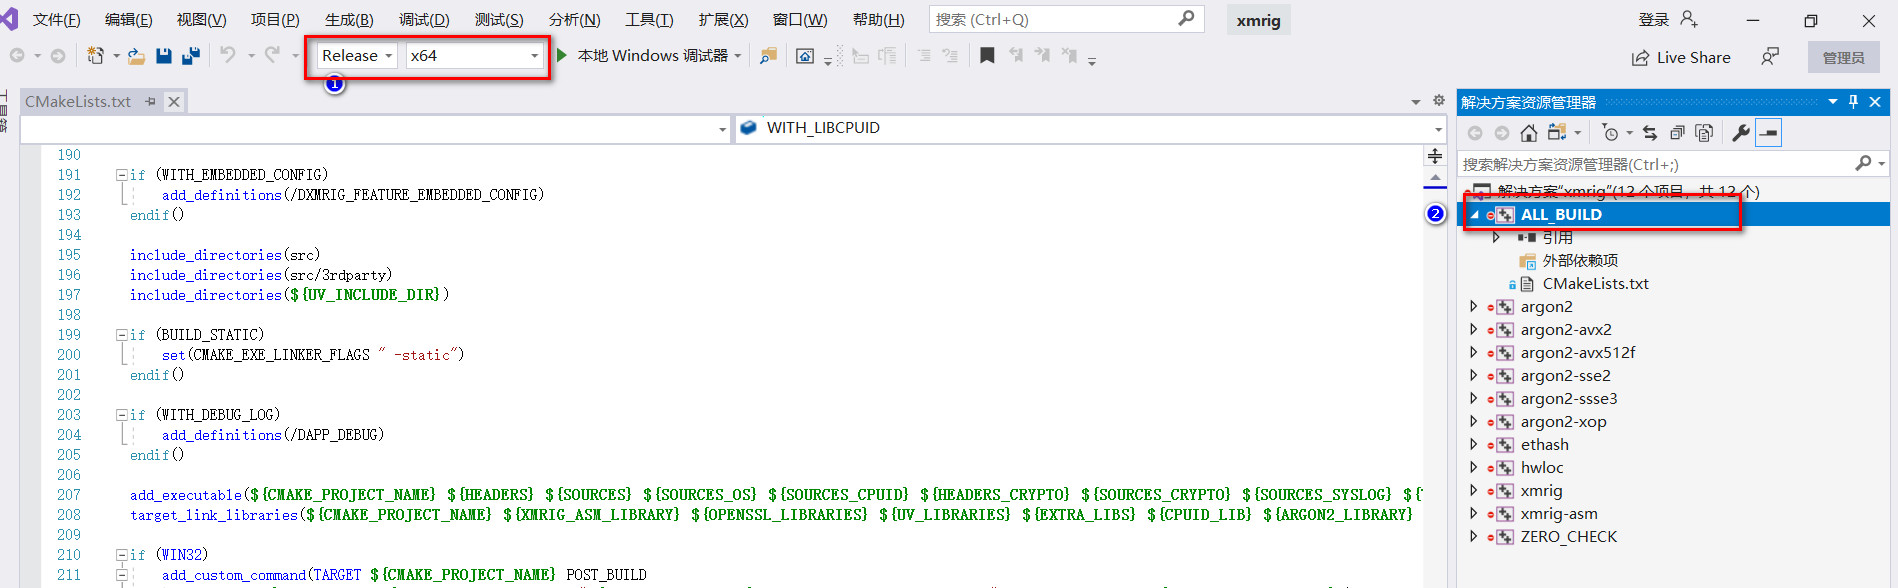 文件(F) 编辑(E) 视图(V) 项目(P) 生成(B) 调试(D) 测试(S) 分析(N) 工具(T) 扩展(X) 窗口(W) 帮助(H) 搜索 (Ctrl+Q) xmrig 登录
Release x64 本地 Windows 调试器 Live Share 管理员
1
工具箱
CMakeLists.txt
WITH_LIBCPUID
190
191 if (WITH_EMBEDDED_CONFIG)
192 add_definitions(/DXMRIG_FEATURE_EMBEDDED_CONFIG)
193 endif()
194
195 include_directories(src)
196 include_directories(src/3rdparty)
197 include_directories(${UV_INCLUDE_DIR})
198
199 if (BUILD_STATIC)
200 set(CMAKE_EXE_LINKER_FLAGS " -static")
201 endif()
202
203 if (WITH_DEBUG_LOG)
204 add_definitions(/DAPP_DEBUG)
205 endif()
206
207 add_executable(${CMAKE_PROJECT_NAME} ${HEADERS} ${SOURCES} ${SOURCES_OS} ${SOURCES_CPUID} ${HEADERS_CRYPTO} ${SOURCES_CRYPTO} ${SOURCES_SYSLOG} ${
208 target_link_libraries(${CMAKE_PROJECT_NAME} ${XMRIG_ASM_LIBRARY} ${OPENSSL_LIBRARIES} ${UV_LIBRARIES} ${EXTRA_LIBS} ${CPUID_LIB} ${ARGON2_LIBRARY}
209
210 if (WIN32)
211 add_custom_command(TARGET ${CMAKE_PROJECT_NAME} POST_BUILD
解决方案资源管理器
搜索解决方案资源管理器(Ctrl+;)
解决方案"xmrig"(12 个项目，共 12 个)
2
ALL_BUILD
引用
外部依赖项
CMakeLists.txt
argon2
argon2-avx2
argon2-avx512f
argon2-sse2
argon2-ssse3
argon2-xop
ethash
hwloc
xmrig
xmrig-asm
ZERO_CHECK